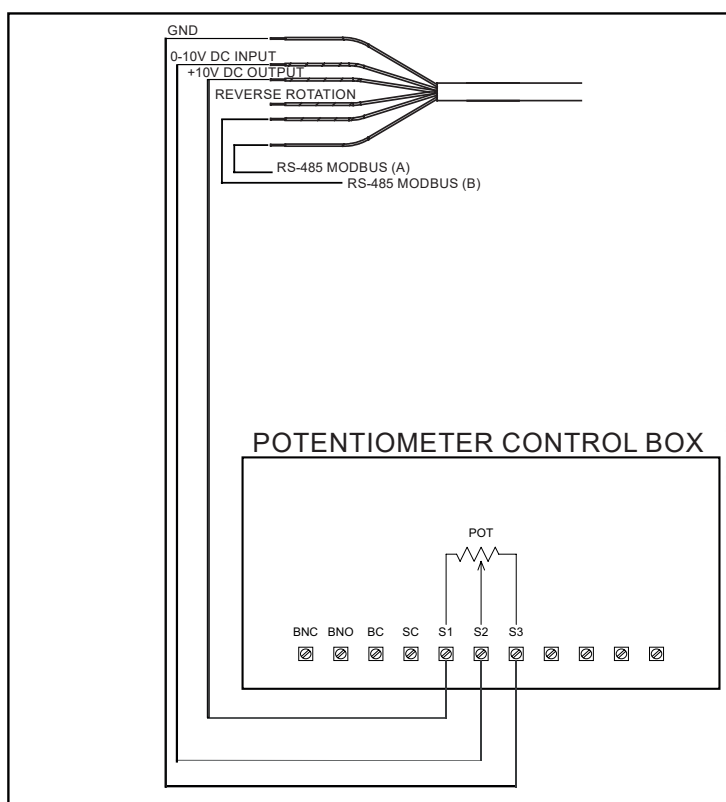 GND
0-10V DC INPUT
+10V DC OUTPUT
REVERSE ROTATION
RS-485 MODBUS (A)
RS-485 MODBUS (B)
POTENTIOMETER CONTROL BOX
POT
BNC BNO BC SC S1 S2 S3